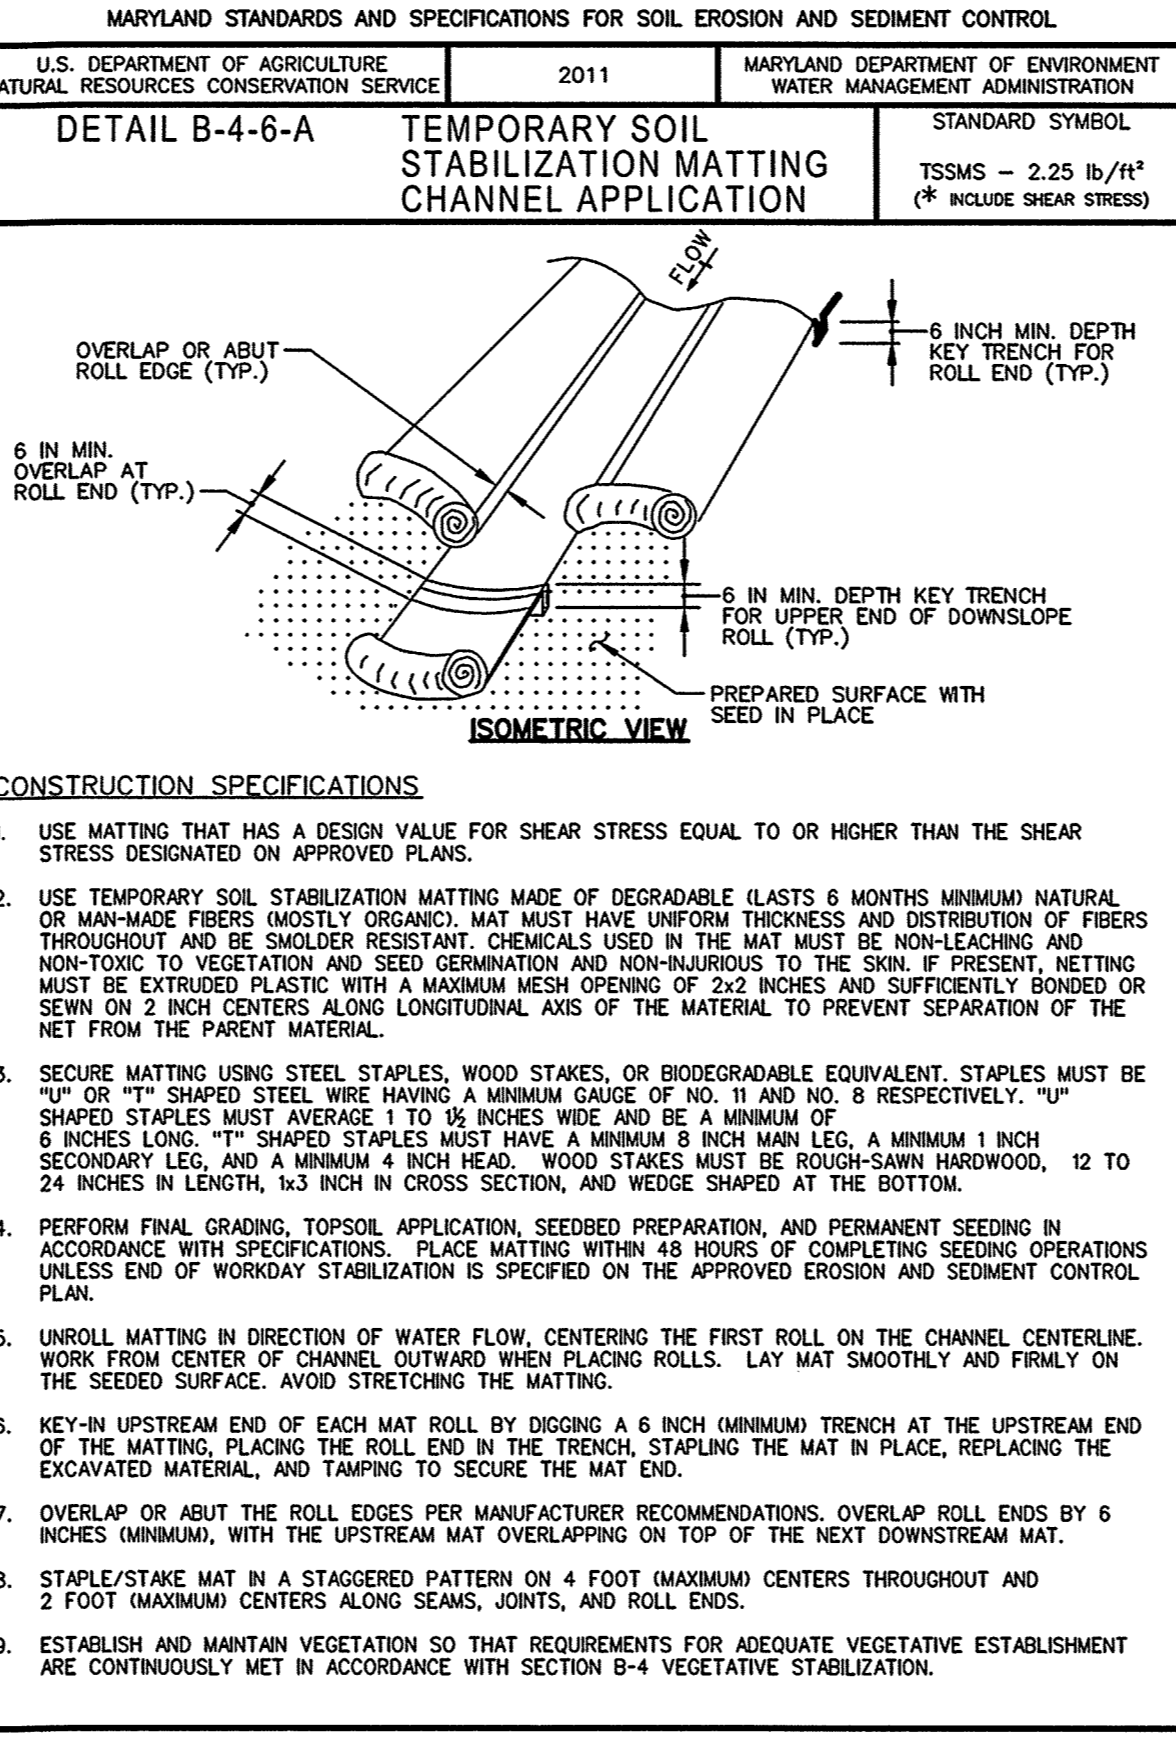 MARYLAND STANDARDS AND SPECIFICATIONS FOR SOIL EROSION AND SEDIMENT CONTROL
U.S. DEPARTMENT OF AGRICULTURE
ATURAL RESOURCES CONSERVATION SERVICE
2011
MARYLAND DEPARTMENT OF ENVIRONMENT
WATER MANAGEMENT ADMINISTRATION
DETAIL B-4-6-A
TEMPORARY SOIL
STABILIZATION MATTING
CHANNEL APPLICATION
STANDARD SYMBOL
TSSMS – 2.25 lb/ft²
(* INCLUDE SHEAR STRESS)
FLOW
OVERLAP OR ABUT
ROLL EDGE (TYP.)
6 INCH MIN. DEPTH
KEY TRENCH FOR
ROLL END (TYP.)
6 IN MIN.
OVERLAP AT
ROLL END (TYP.)
6 IN MIN. DEPTH KEY TRENCH
FOR UPPER END OF DOWNSLOPE
ROLL (TYP.)
PREPARED SURFACE WITH
SEED IN PLACE
ISOMETRIC VIEW
CONSTRUCTION SPECIFICATIONS
USE MATTING THAT HAS A DESIGN VALUE FOR SHEAR STRESS EQUAL TO OR HIGHER THAN THE SHEAR
STRESS DESIGNATED ON APPROVED PLANS.
2. USE TEMPORARY SOIL STABILIZATION MATTING MADE OF DEGRADABLE (LASTS 6 MONTHS MINIMUM) NATURAL
OR MAN-MADE FIBERS (MOSTLY ORGANIC). MAT MUST HAVE UNIFORM THICKNESS AND DISTRIBUTION OF FIBERS
THROUGHOUT AND BE SMOLDER RESISTANT. CHEMICALS USED IN THE MAT MUST BE NON-LEACHING AND
NON-TOXIC TO VEGETATION AND SEED GERMINATION AND NON-INJURIOUS TO THE SKIN. IF PRESENT, NETTING
MUST BE EXTRUDED PLASTIC WITH A MAXIMUM MESH OPENING OF 2x2 INCHES AND SUFFICIENTLY BONDED OR
SEWN ON 2 INCH CENTERS ALONG LONGITUDINAL AXIS OF THE MATERIAL TO PREVENT SEPARATION OF THE
NET FROM THE PARENT MATERIAL.
3. SECURE MATTING USING STEEL STAPLES, WOOD STAKES, OR BIODEGRADABLE EQUIVALENT. STAPLES MUST BE
"U" OR "T" SHAPED STEEL WIRE HAVING A MINIMUM GAUGE OF NO. 11 AND NO. 8 RESPECTIVELY. "U"
SHAPED STAPLES MUST AVERAGE 1 TO 1½ INCHES WIDE AND BE A MINIMUM OF
6 INCHES LONG. "T" SHAPED STAPLES MUST HAVE A MINIMUM 8 INCH MAIN LEG, A MINIMUM 1 INCH
SECONDARY LEG, AND A MINIMUM 4 INCH HEAD. WOOD STAKES MUST BE ROUGH-SAWN HARDWOOD, 12 TO
24 INCHES IN LENGTH, 1x3 INCH IN CROSS SECTION, AND WEDGE SHAPED AT THE BOTTOM.
4. PERFORM FINAL GRADING, TOPSOIL APPLICATION, SEEDBED PREPARATION, AND PERMANENT SEEDING IN
ACCORDANCE WITH SPECIFICATIONS. PLACE MATTING WITHIN 48 HOURS OF COMPLETING SEEDING OPERATIONS
UNLESS END OF WORKDAY STABILIZATION IS SPECIFIED ON THE APPROVED EROSION AND SEDIMENT CONTROL
PLAN.
5. UNROLL MATTING IN DIRECTION OF WATER FLOW, CENTERING THE FIRST ROLL ON THE CHANNEL CENTERLINE.
WORK FROM CENTER OF CHANNEL OUTWARD WHEN PLACING ROLLS. LAY MAT SMOOTHLY AND FIRMLY ON
THE SEEDED SURFACE. AVOID STRETCHING THE MATTING.
6. KEY-IN UPSTREAM END OF EACH MAT ROLL BY DIGGING A 6 INCH (MINIMUM) TRENCH AT THE UPSTREAM END
OF THE MATTING, PLACING THE ROLL END IN THE TRENCH, STAPLING THE MAT IN PLACE, REPLACING THE
EXCAVATED MATERIAL, AND TAMPING TO SECURE THE MAT END.
7. OVERLAP OR ABUT THE ROLL EDGES PER MANUFACTURER RECOMMENDATIONS. OVERLAP ROLL ENDS BY 6
INCHES (MINIMUM), WITH THE UPSTREAM MAT OVERLAPPING ON TOP OF THE NEXT DOWNSTREAM MAT.
8. STAPLE/STAKE MAT IN A STAGGERED PATTERN ON 4 FOOT (MAXIMUM) CENTERS THROUGHOUT AND
2 FOOT (MAXIMUM) CENTERS ALONG SEAMS, JOINTS, AND ROLL ENDS.
9. ESTABLISH AND MAINTAIN VEGETATION SO THAT REQUIREMENTS FOR ADEQUATE VEGETATIVE ESTABLISHMENT
ARE CONTINUOUSLY MET IN ACCORDANCE WITH SECTION B-4 VEGETATIVE STABILIZATION.